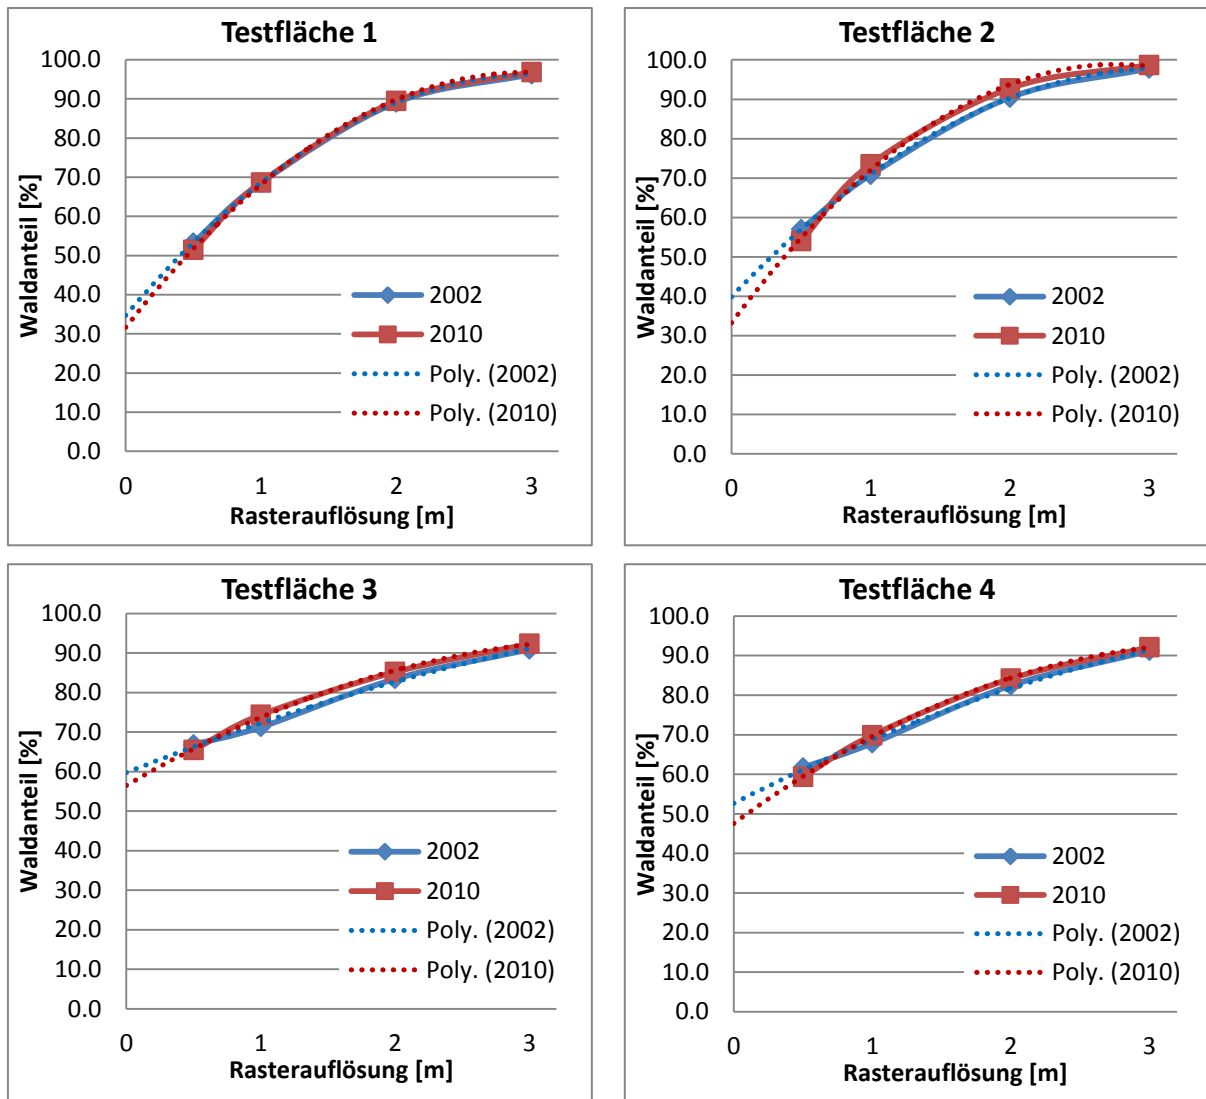 Testfläche 1
Waldanteil [%]
100.0
90.0
80.0
70.0
60.0
50.0
40.0
30.0
20.0
10.0
0.0
2002
2010
Poly. (2002)
Poly. (2010)
0 1 2 3
Rasterauflösung [m]
Testfläche 2
Waldanteil [%]
100.0
90.0
80.0
70.0
60.0
50.0
40.0
30.0
20.0
10.0
0.0
2002
2010
Poly. (2002)
Poly. (2010)
0 1 2 3
Rasterauflösung [m]
Testfläche 3
Waldanteil [%]
100.0
90.0
80.0
70.0
60.0
50.0
40.0
30.0
20.0
10.0
0.0
2002
2010
Poly. (2002)
Poly. (2010)
0 1 2 3
Rasterauflösung [m]
Testfläche 4
Waldanteil [%]
100.0
90.0
80.0
70.0
60.0
50.0
40.0
30.0
20.0
10.0
0.0
2002
2010
Poly. (2002)
Poly. (2010)
0 1 2 3
Rasterauflösung [m]